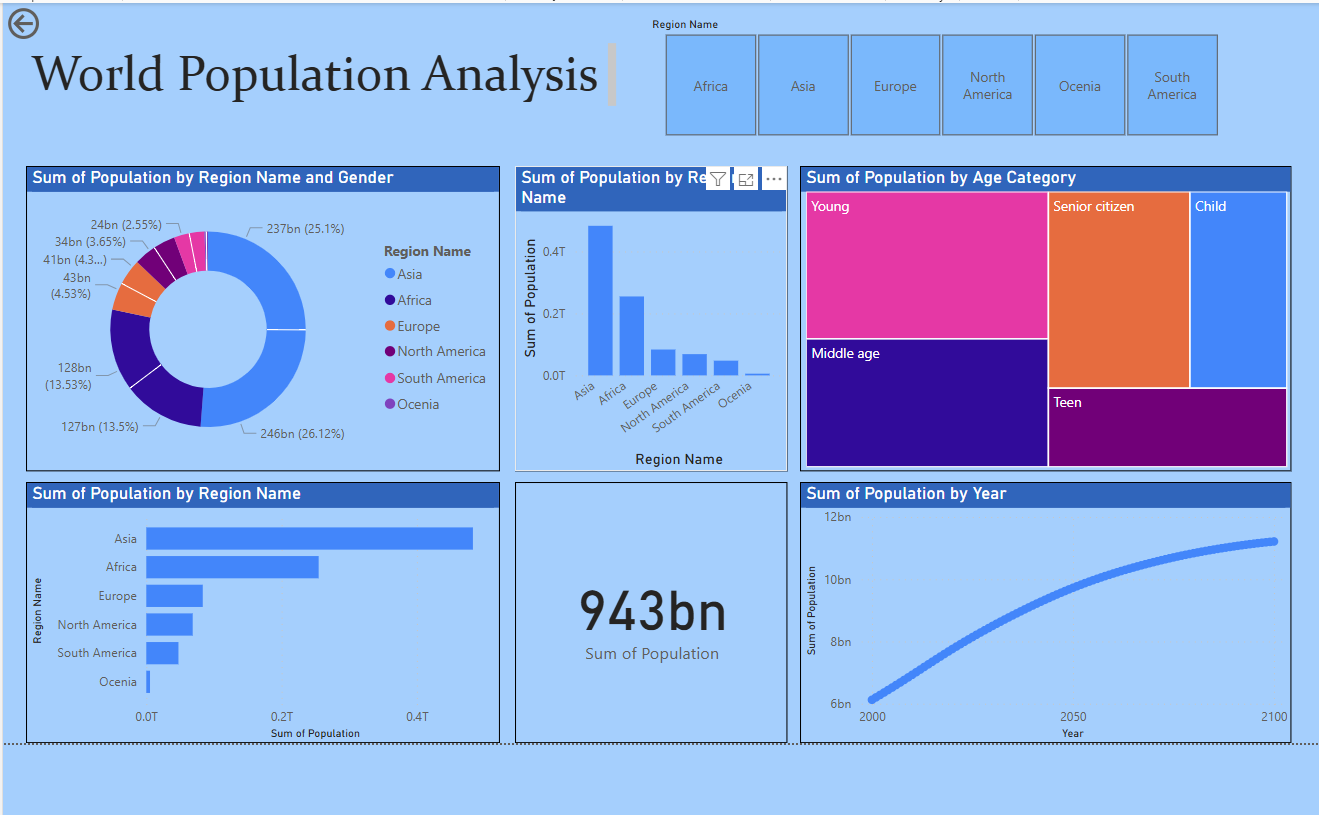 Region Name
World Population Analysis
Africa
Asia
Europe
North
America
Ocenia
South
America
Sum of Population by Region Name and Gender
24bn (2.55%)
34bn (3.65%)
41bn (4.3...)
43bn
(4.53%)
128bn
(13.53%)
127bn (13.5%)
237bn (25.1%)
246bn (26.12%)
Region Name
Asia
Africa
Europe
North America
South America
Ocenia
Sum of Population by Re
Name
Sum of Population
0.4T
0.2T
0.0T
Asia
Africa
Europe
North America
South America
Ocenia
Region Name
Sum of Population by Age Category
Young
Senior citizen
Child
Middle age
Teen
Sum of Population by Region Name
Region Name
Asia
Africa
Europe
North America
South America
Ocenia
0.0T
0.2T
0.4T
Sum of Population
943bn
Sum of Population
Sum of Population by Year
Sum of Population
12bn
10bn
8bn
6bn
2000
2050
2100
Year